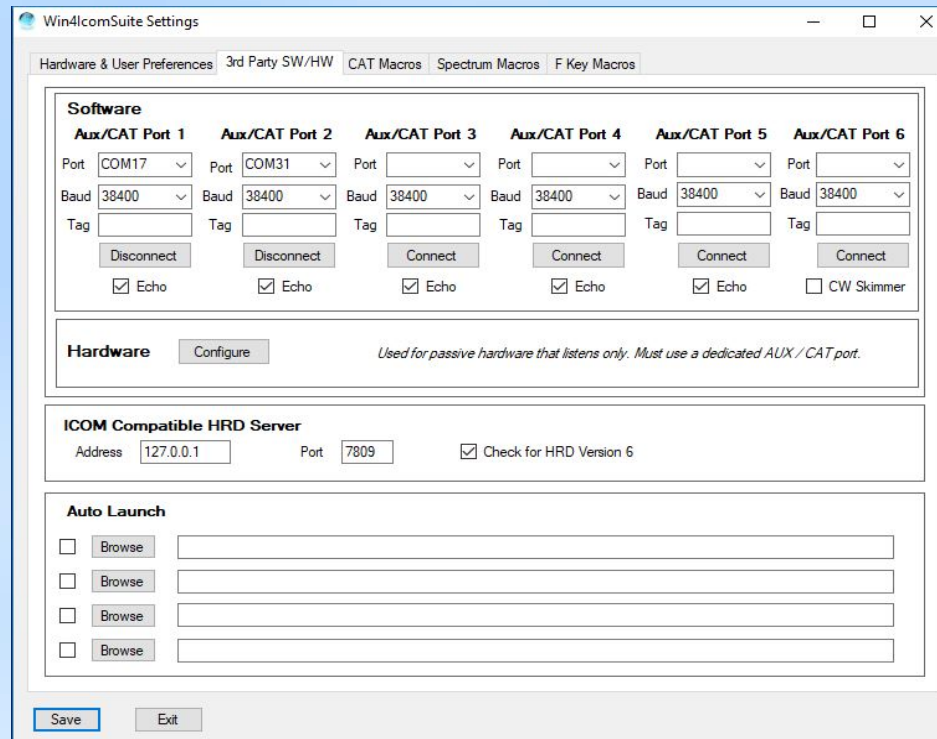 Win4IcomSuite Settings
Hardware & User Preferences 3rd Party SW/HW CAT Macros Spectrum Macros F Key Macros
Software
Aux/CAT Port 1 Aux/CAT Port 2 Aux/CAT Port 3 Aux/CAT Port 4 Aux/CAT Port 5 Aux/CAT Port 6
Port COM17 Port COM31 Port Port Port Port
Baud 38400 Baud 38400 Baud 38400 Baud 38400 Baud 38400 Baud 38400
Tag Tag Tag Tag Tag Tag
Disconnect Disconnect Connect Connect Connect Connect
Echo Echo Echo Echo Echo CW Skimmer
Hardware Configure Used for passive hardware that listens only. Must use a dedicated AUX / CAT port.
ICOM Compatible HRD Server
Address 127.0.0.1 Port 7809 Check for HRD Version 6
Auto Launch
Browse
Browse
Browse
Browse
Save Exit